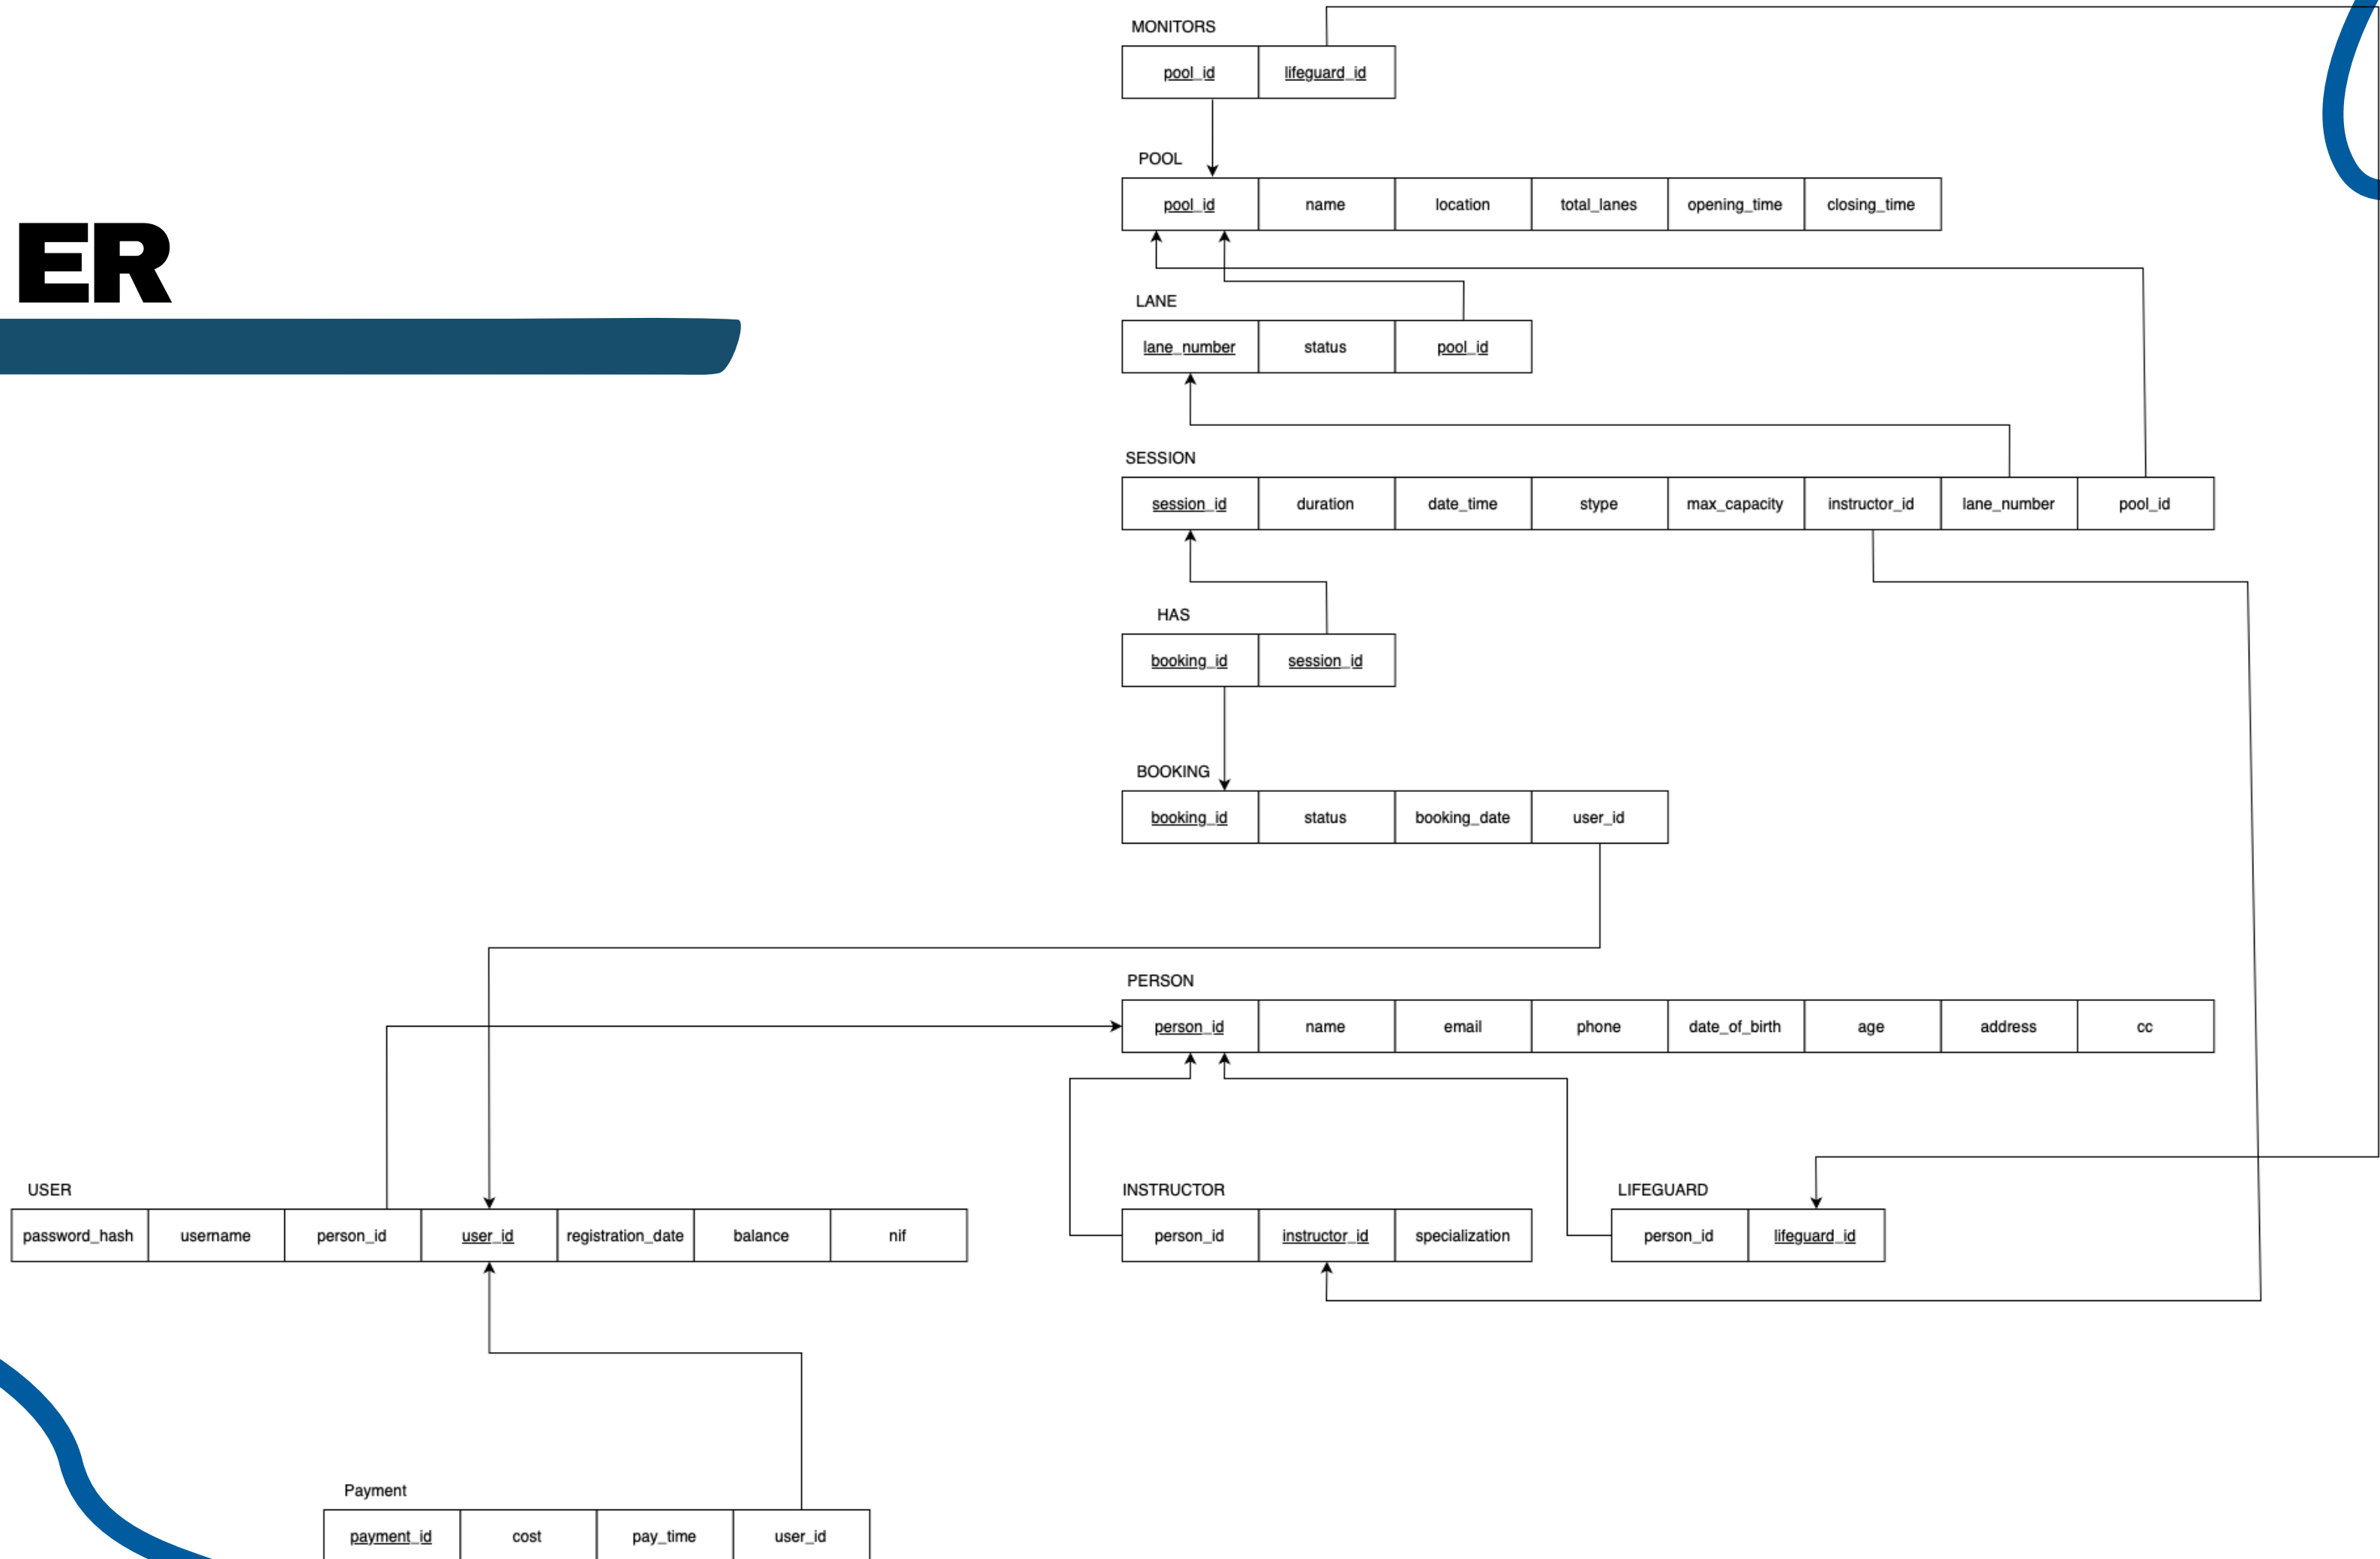 MONITORS
pool_id lifeguard_id
POOL
pool_id name location total_lanes opening_time closing_time
ER
LANE
lane_number status pool_id
SESSION
session_id duration date_time stype max_capacity instructor_id lane_number pool_id
HAS
booking_id session_id
BOOKING
booking_id status booking_date user_id
PERSON
person_id name email phone date_of_birth age address cc
USER
password_hash username person_id user_id registration_date balance nif
INSTRUCTOR
person_id instructor_id specialization
LIFEGUARD
person_id lifeguard_id
Payment
payment_id cost pay_time user_id